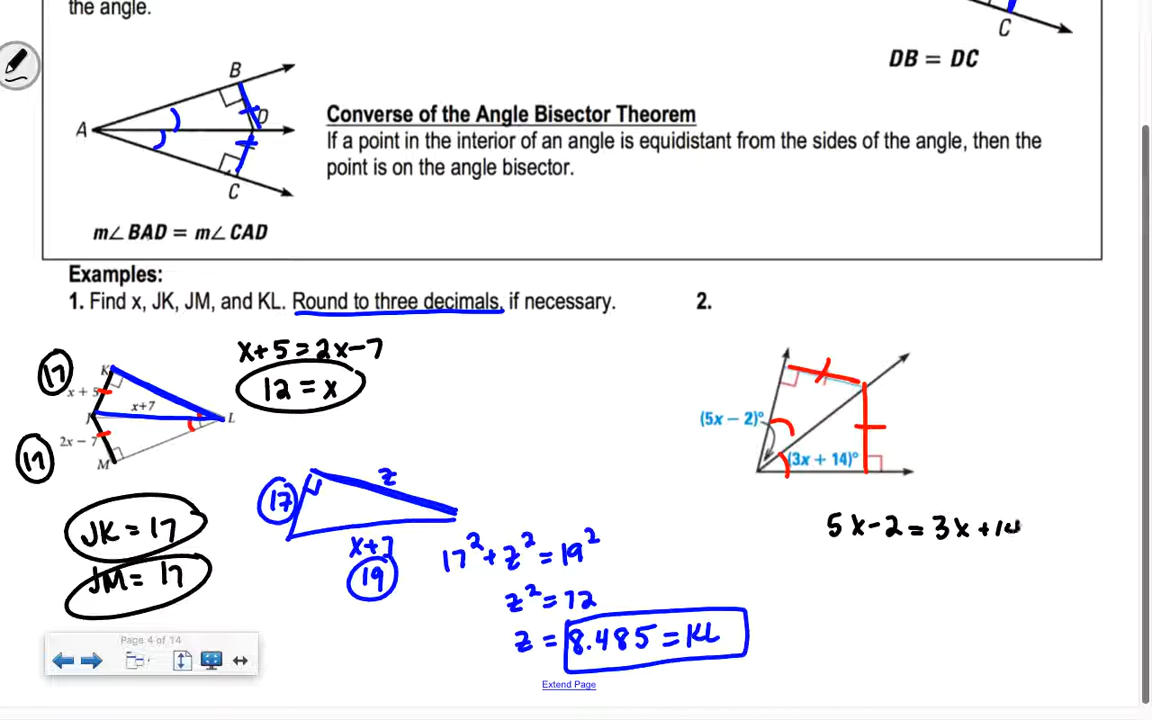 the angle.
C
DB = DC
B
A
D
C
Converse of the Angle Bisector Theorem
If a point in the interior of an angle is equidistant from the sides of the angle, then the
point is on the angle bisector.
m∠BAD = m∠CAD
Examples:
1. Find x, JK, JM, and KL. Round to three decimals, if necessary.
2.
17
K
x + 5
x+7
J
L
2x – 7
17
M
x+5=2x-7
12=x
JK=17
JM=17
17
z
x+7
19
17²+z²=19²
z²=72
z = 8.485=KL
(5x – 2)°
(3x + 14)°
5x-2=3x+14
Page 4 of 14
Extend Page